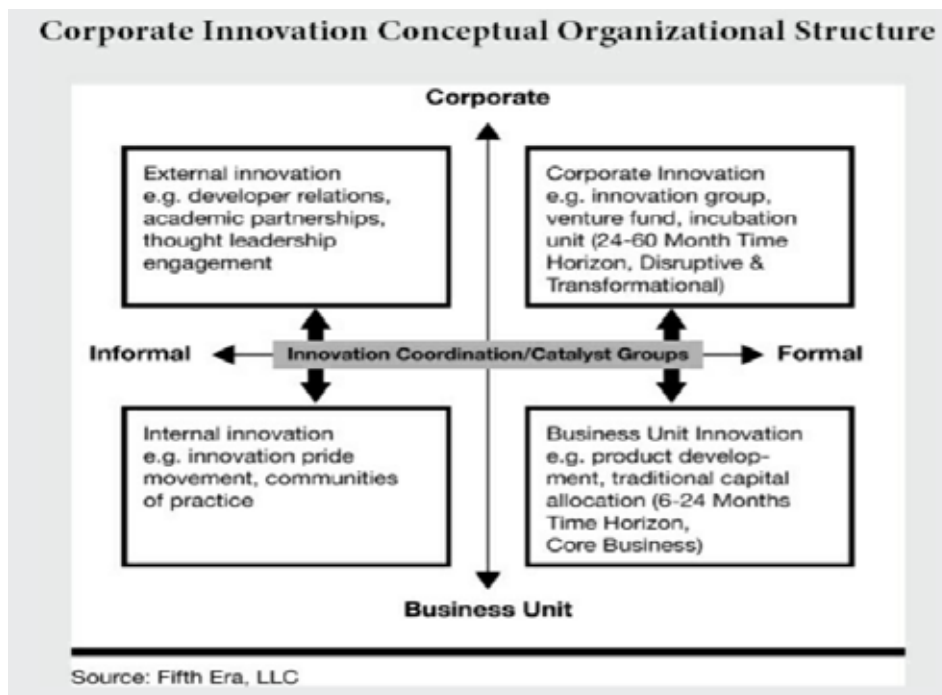 Corporate Innovation Conceptual Organizational Structure
Corporate
External innovation
e.g. developer relations,
academic partnerships,
thought leadership
engagement
Corporate Innovation
e.g. innovation group,
venture fund, incubation
unit (24-60 Month Time
Horizon, Disruptive &
Transformational)
Informal
Innovation Coordination/Catalyst Groups
Formal
Internal innovation
e.g. innovation pride
movement, communities
of practice
Business Unit Innovation
e.g. product develop-
ment, traditional capital
allocation (6-24 Months
Time Horizon,
Core Business)
Business Unit
Source: Fifth Era, LLC